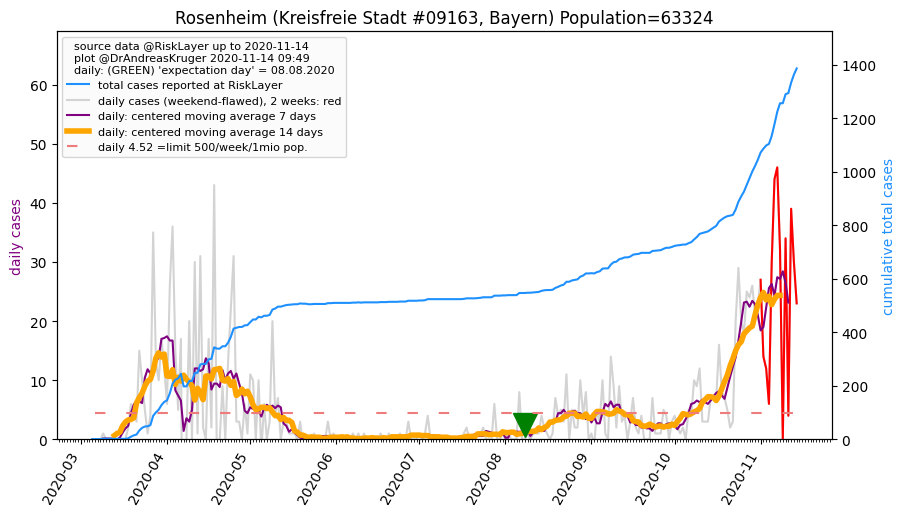 Rosenheim (Kreisfreie Stadt #09163, Bayern) Population=63324
source data @RiskLayer up to 2020-11-14
plot @DrAndreasKruger 2020-11-14 09:49
daily: (GREEN) 'expectation day' = 08.08.2020
total cases reported at RiskLayer
daily cases (weekend-flawed), 2 weeks: red
daily: centered moving average 7 days
daily: centered moving average 14 days
daily 4.52 =limit 500/week/1mio pop.
daily cases
60
50
40
30
20
10
0
cumulative total cases
1400
1200
1000
800
600
400
200
0
2020-03
2020-04
2020-05
2020-06
2020-07
2020-08
2020-09
2020-10
2020-11